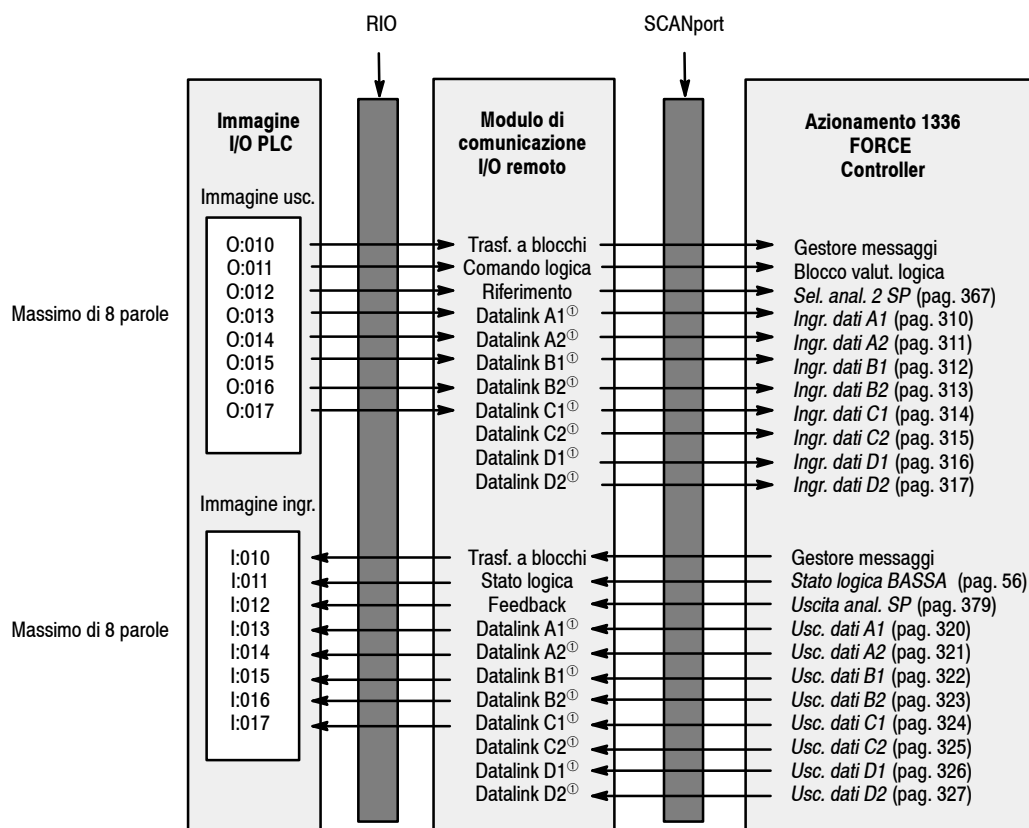 RIO
SCANport
Immagine
I/O PLC
Modulo di
comunicazione
I/O remoto
Azionamento 1336
FORCE
Controller
Immagine usc.
Massimo di 8 parole
O:010
O:011
O:012
O:013
O:014
O:015
O:016
O:017
Trasf. a blocchi
Comando logica
Riferimento
Datalink A1①
Datalink A2①
Datalink B1①
Datalink B2①
Datalink C1①
Datalink C2①
Datalink D1①
Datalink D2①
Gestore messaggi
Blocco valut. logica
Sel. anal. 2 SP (pag. 367)
Ingr. dati A1 (pag. 310)
Ingr. dati A2 (pag. 311)
Ingr. dati B1 (pag. 312)
Ingr. dati B2 (pag. 313)
Ingr. dati C1 (pag. 314)
Ingr. dati C2 (pag. 315)
Ingr. dati D1 (pag. 316)
Ingr. dati D2 (pag. 317)
Immagine ingr.
Massimo di 8 parole
I:010
I:011
I:012
I:013
I:014
I:015
I:016
I:017
Trasf. a blocchi
Stato logica
Feedback
Datalink A1①
Datalink A2①
Datalink B1①
Datalink B2①
Datalink C1①
Datalink C2①
Datalink D1①
Datalink D2①
Gestore messaggi
Stato logica BASSA (pag. 56)
Uscita anal. SP (pag. 379)
Usc. dati A1 (pag. 320)
Usc. dati A2 (pag. 321)
Usc. dati B1 (pag. 322)
Usc. dati B2 (pag. 323)
Usc. dati C1 (pag. 324)
Usc. dati C2 (pag. 325)
Usc. dati D1 (pag. 326)
Usc. dati D2 (pag. 327)